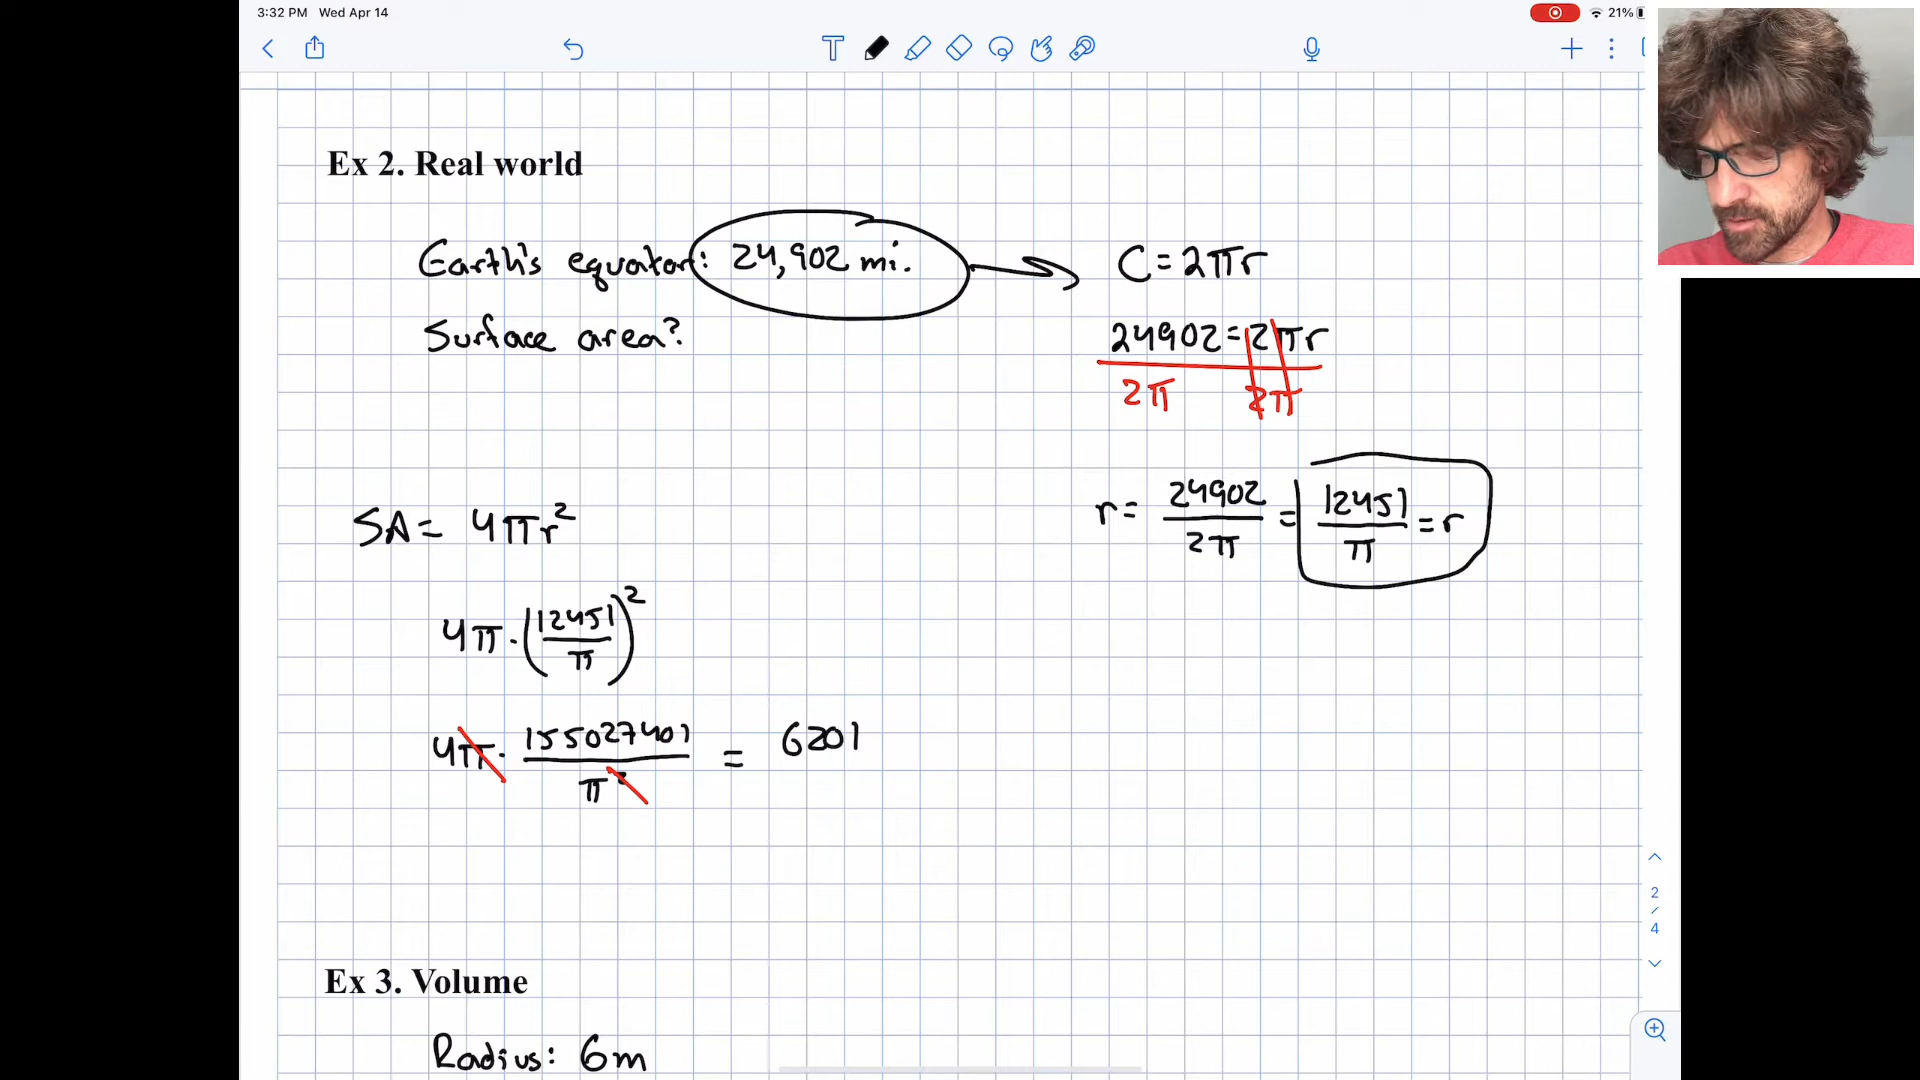 3:32 PM Wed Apr 14 21%
T
Ex 2. Real world
Earth's equator: 24,902 mi. → C = 2πr
Surface area? 24902 = 2πr
2π 2π
SA = 4πr²
r = 24902/2π = 12451/π = r
4π · (12451/π)²
4π · 155027401/π² = 6201
2
/
4
Ex 3. Volume
Radius: 6m